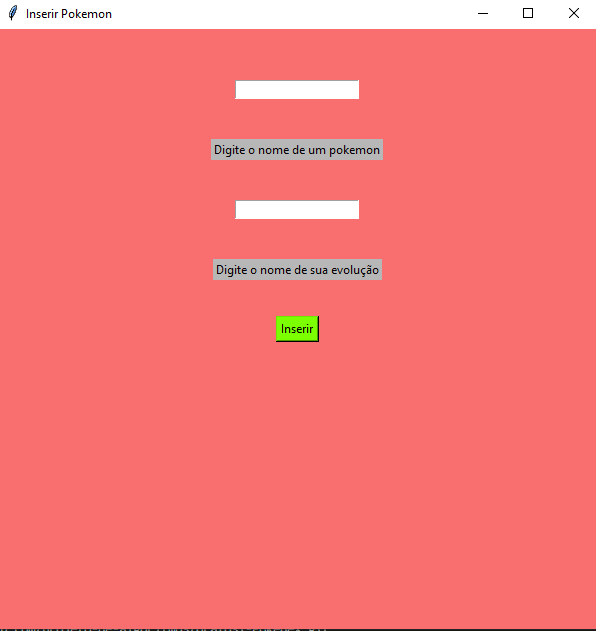 Inserir Pokemon
Digite o nome de um pokemon
Digite o nome de sua evolução
Inserir